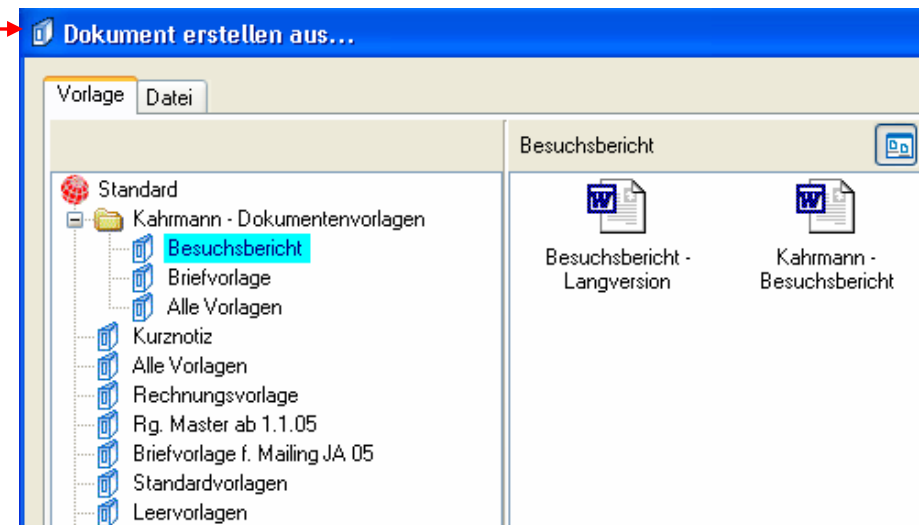 Dokument erstellen aus...
Vorlage
Datei
Besuchsbericht
Standard
Kahrmann - Dokumentenvorlagen
Besuchsbericht
Briefvorlage
Alle Vorlagen
Kurznotiz
Alle Vorlagen
Rechnungsvorlage
Rg. Master ab 1.1.05
Briefvorlage f. Mailing JA 05
Standardvorlagen
Leervorlagen
Besuchsbericht -
Langversion
Kahrmann -
Besuchsbericht